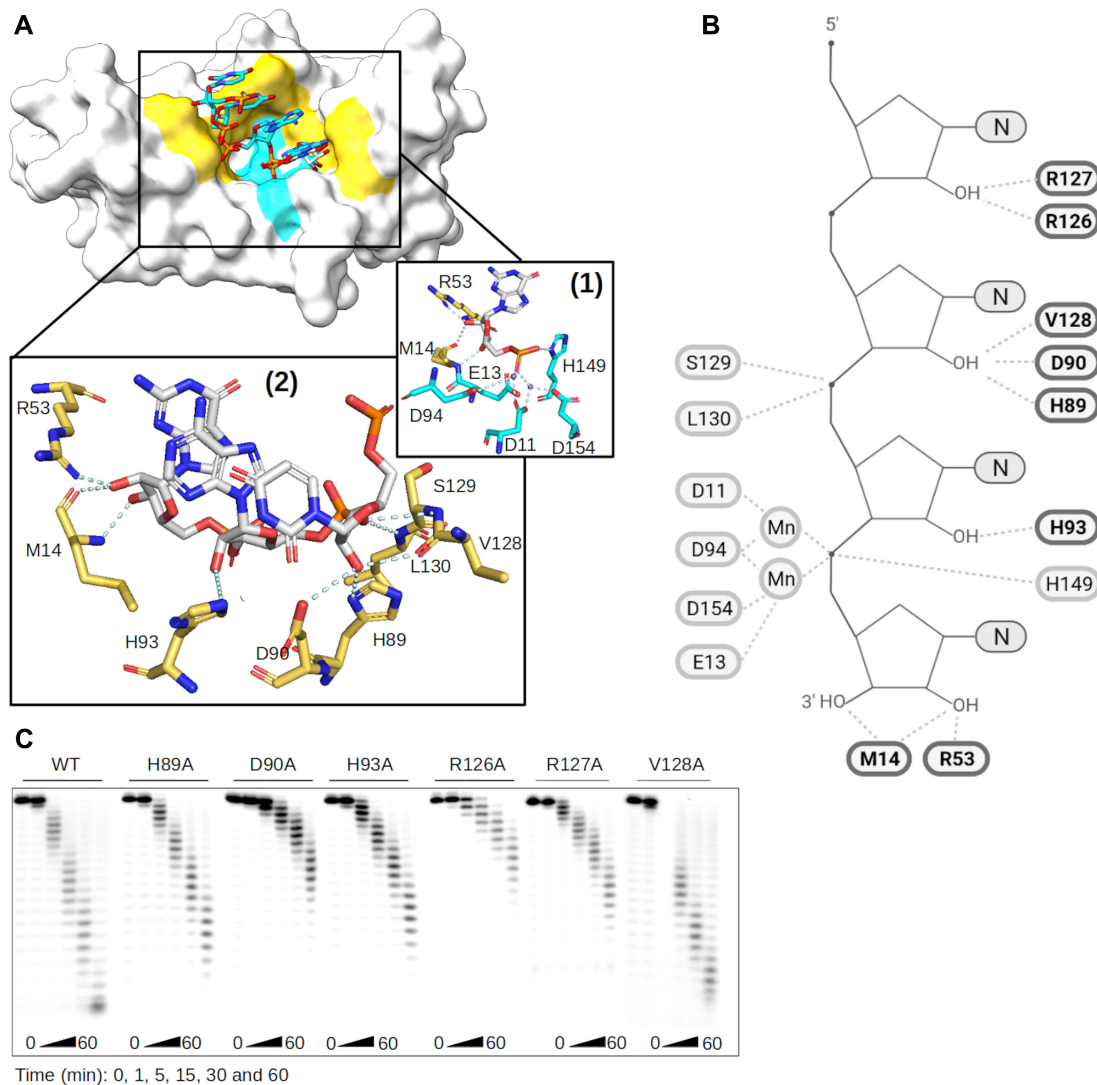 A
R53
(1)
M14
E13
H149
D94
D11
D154
(2)
R53
S129
M14
V128
L130
H93
D90
H89
B
5'
N
OH
R127
R126
N
OH
V128
D90
H89
S129
L130
N
OH
H93
D11
D94
D154
E13
Mn
Mn
H149
N
3' HO
OH
M14
R53
C
WT H89A D90A H93A R126A R127A V128A
0 60 0 60 0 60 0 60 0 60 0 60 0 60
Time (min): 0, 1, 5, 15, 30 and 60